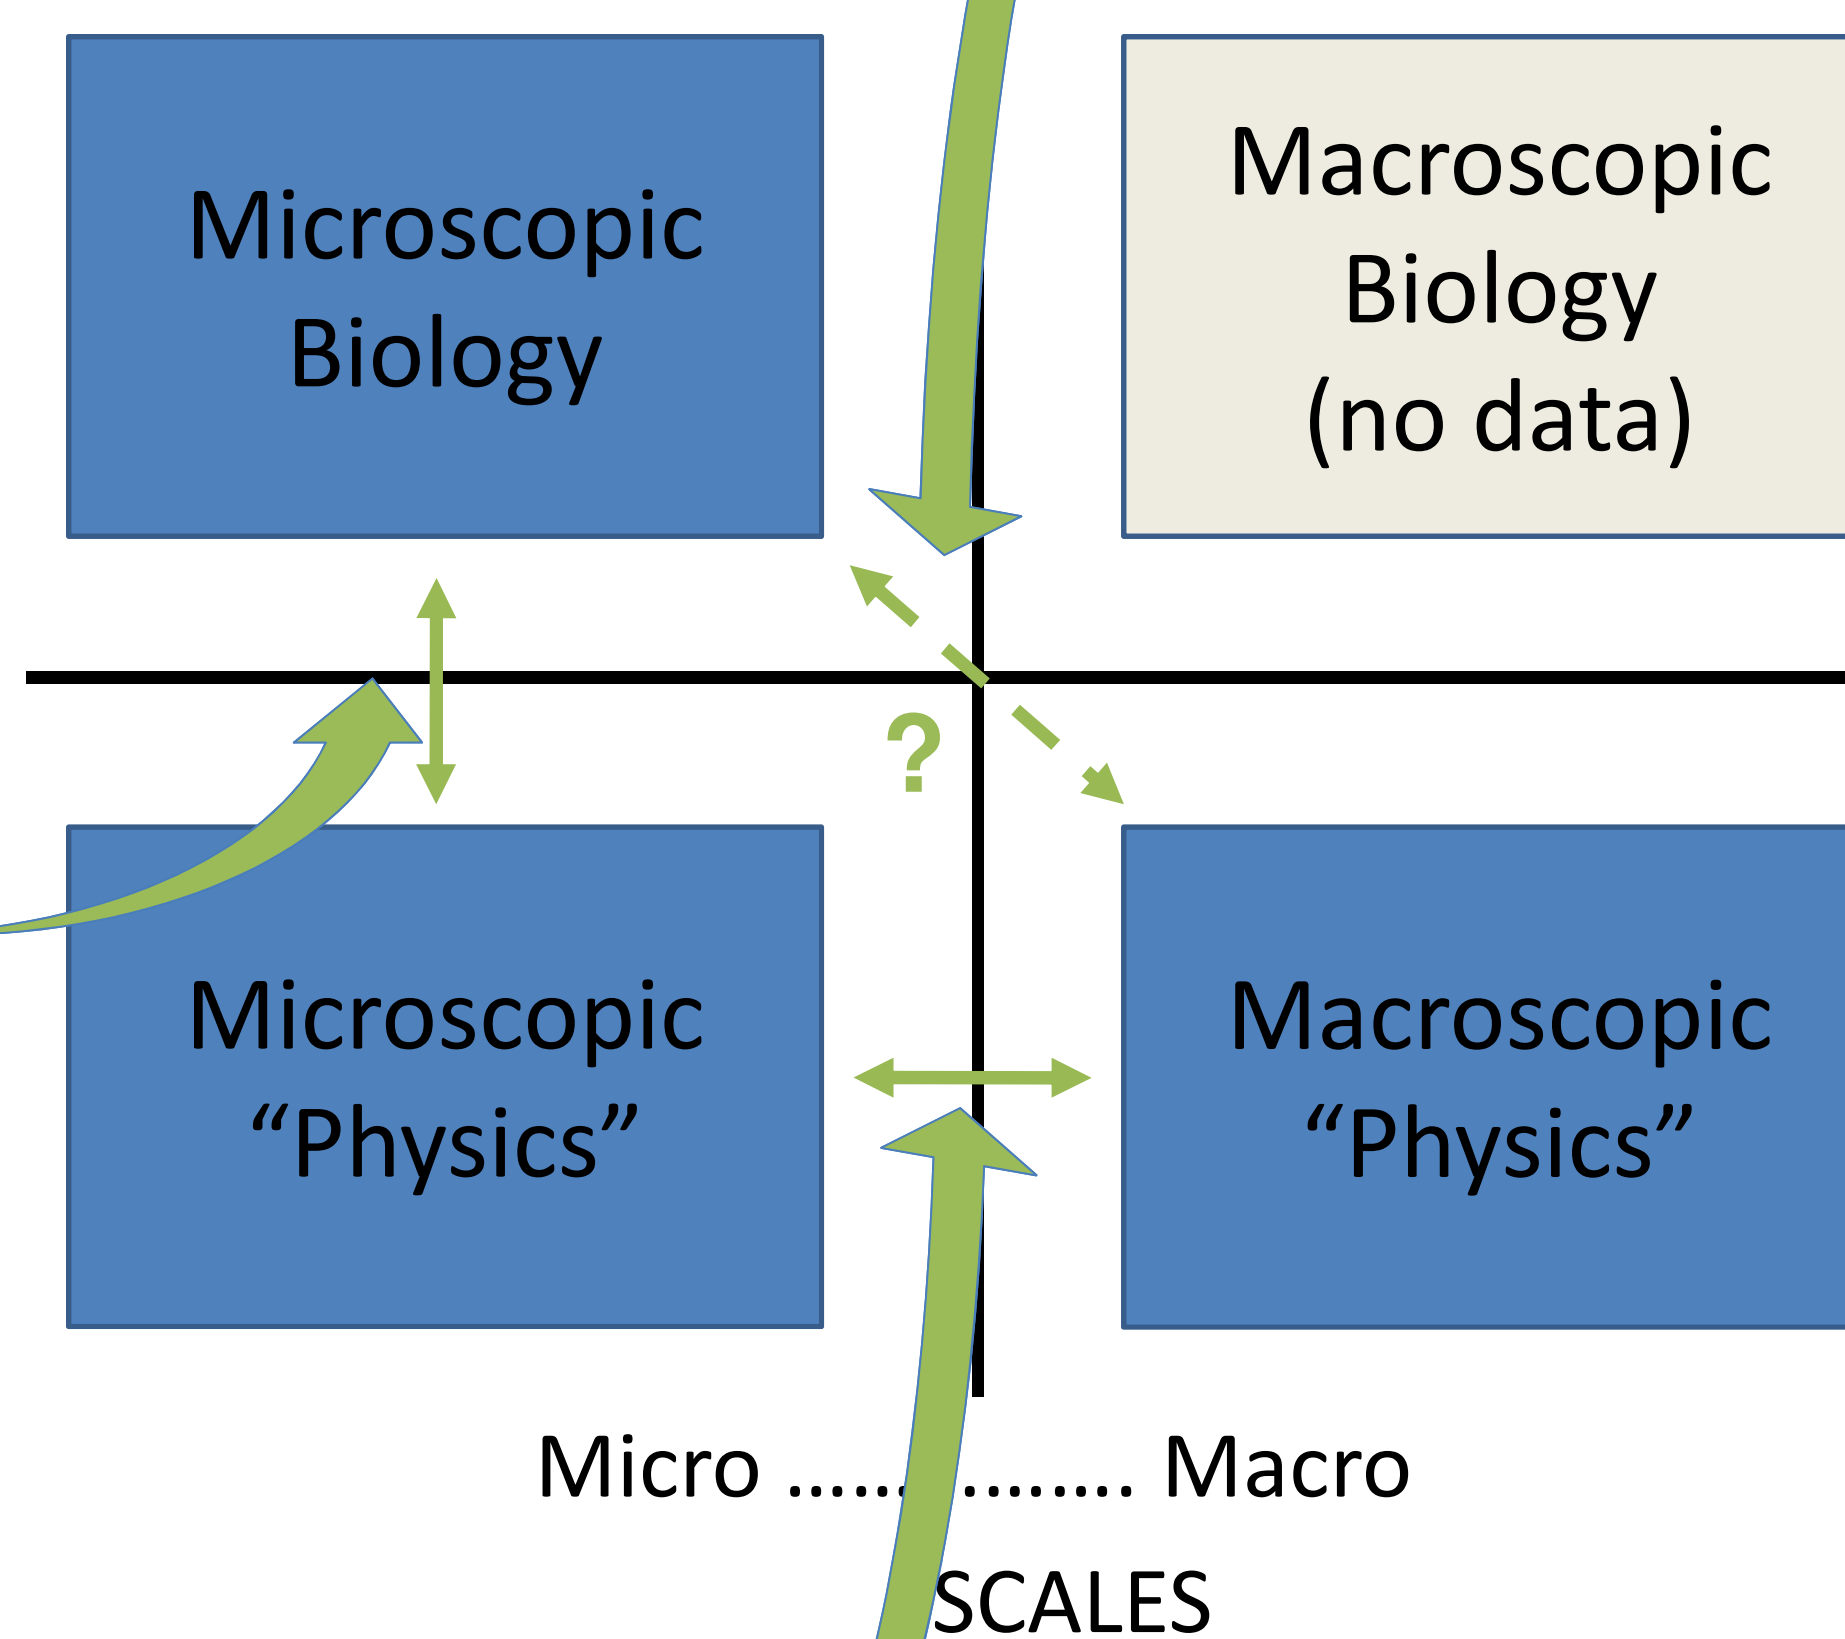 Microscopic
Biology
Macroscopic
Biology
(no data)
?
Microscopic
“Physics”
Macroscopic
“Physics”
Micro ................ Macro
SCALES